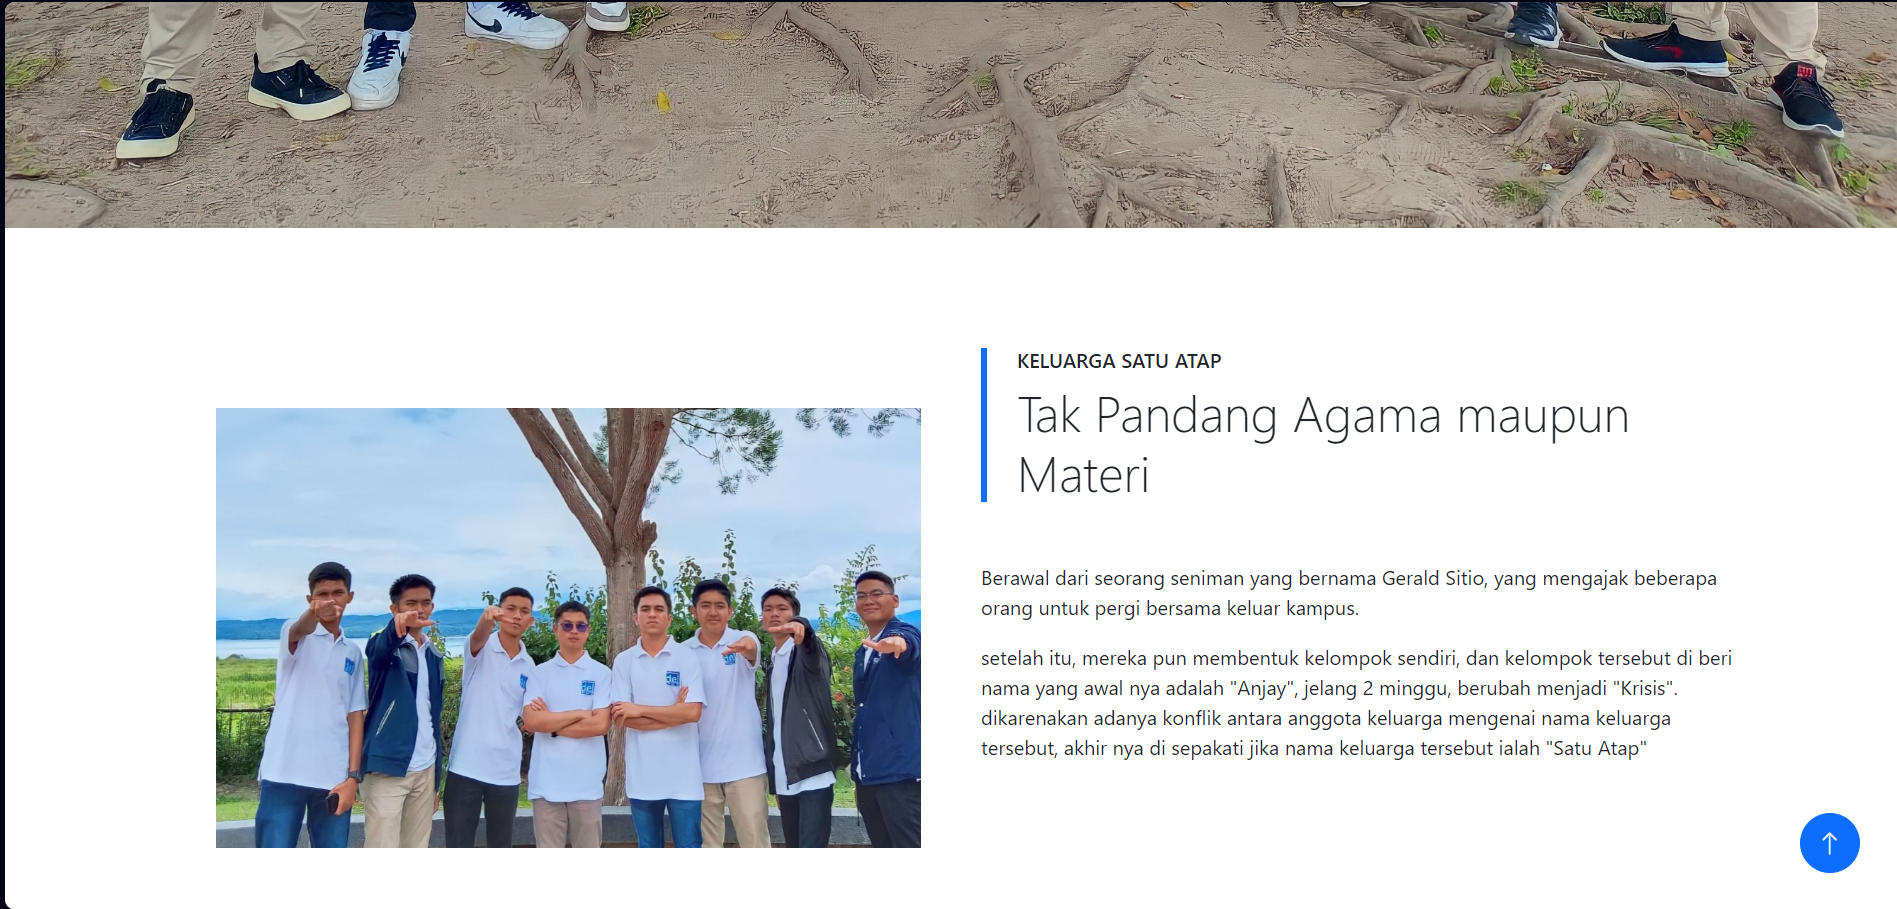 KELUARGA SATU ATAP
Tak Pandang Agama maupun
Materi
Berawal dari seorang seniman yang bernama Gerald Sitio, yang mengajak beberapa
orang untuk pergi bersama keluar kampus.
setelah itu, mereka pun membentuk kelompok sendiri, dan kelompok tersebut di beri
nama yang awal nya adalah "Anjay", jelang 2 minggu, berubah menjadi "Krisis".
dikarenakan adanya konflik antara anggota keluarga mengenai nama keluarga
tersebut, akhir nya di sepakati jika nama keluarga tersebut ialah "Satu Atap"
del
del